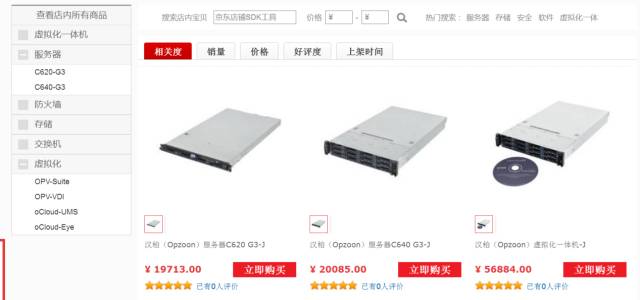 查看店内所有商品
虚拟化一体机
服务器
C620-G3
C640-G3
防火墙
存储
交换机
虚拟化
OPV-Suite
OPV-VDI
oCloud-UMS
oCloud-Eye
搜索店内宝贝 京东店铺SDK工具 价格 ¥ - ¥ 热门搜索: 服务器 存储 安全 软件 虚拟化一体
相关度 销量 价格 好评度 上架时间
汉柏（Opzoon）服务器C620 G3-J
¥ 19713.00 立即购买
已有0人评价
汉柏（Opzoon）服务器C640 G3-J
¥ 20085.00 立即购买
已有0人评价
汉柏（Opzoon）虚拟化一体机-J
¥ 56884.00 立即购买
已有0人评价